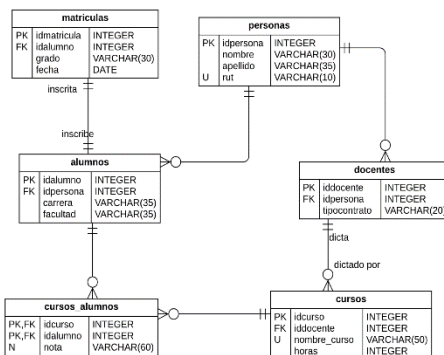 matriculas
PK idmatricula INTEGER
FK idalumno INTEGER
grado VARCHAR(30)
fecha DATE
personas
PK idpersona INTEGER
nombre VARCHAR(30)
apellido VARCHAR(35)
U rut VARCHAR(10)
inscrita
inscribe
alumnos
PK idalumno INTEGER
FK idpersona INTEGER
carrera VARCHAR(35)
facultad VARCHAR(35)
docentes
PK iddocente INTEGER
FK idpersona INTEGER
tipocontrato VARCHAR(20)
dicta
dictado por
cursos_alumnos
PK,FK idcurso INTEGER
PK,FK idalumno INTEGER
N nota VARCHAR(60)
cursos
PK idcurso INTEGER
FK iddocente INTEGER
U nombre_curso VARCHAR(50)
horas INTEGER